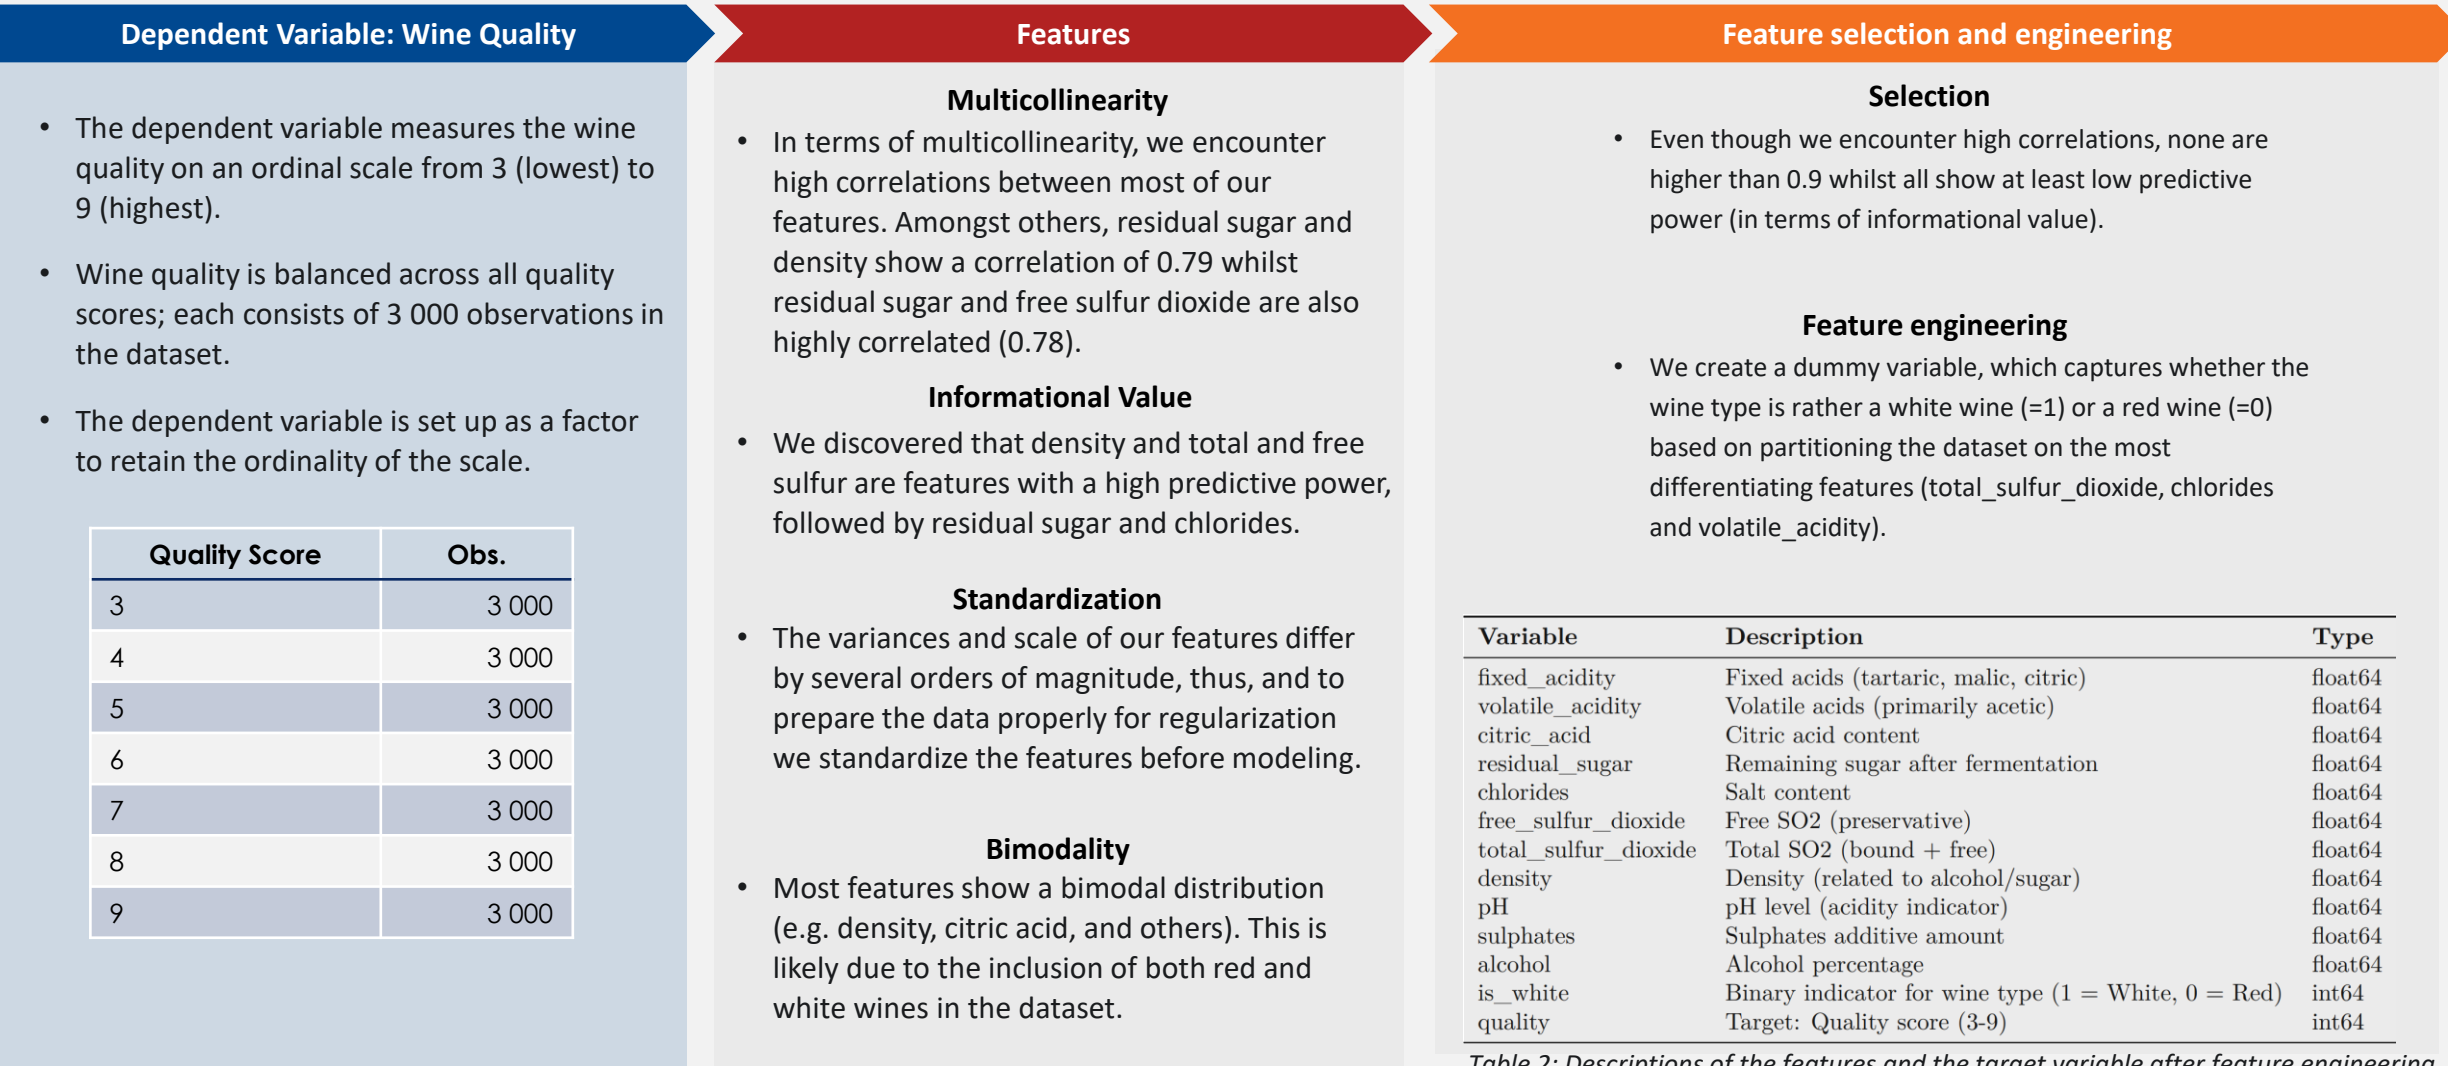 Dependent Variable: Wine Quality
• The dependent variable measures the wine
quality on an ordinal scale from 3 (lowest) to
9 (highest).
• Wine quality is balanced across all quality
scores; each consists of 3 000 observations in
the dataset.
• The dependent variable is set up as a factor
to retain the ordinality of the scale.
Quality Score Obs.
3 3 000
4 3 000
5 3 000
6 3 000
7 3 000
8 3 000
9 3 000
Features
Multicollinearity
• In terms of multicollinearity, we encounter
high correlations between most of our
features. Amongst others, residual sugar and
density show a correlation of 0.79 whilst
residual sugar and free sulfur dioxide are also
highly correlated (0.78).
Informational Value
• We discovered that density and total and free
sulfur are features with a high predictive power,
followed by residual sugar and chlorides.
Standardization
• The variances and scale of our features differ
by several orders of magnitude, thus, and to
prepare the data properly for regularization
we standardize the features before modeling.
Bimodality
• Most features show a bimodal distribution
(e.g. density, citric acid, and others). This is
likely due to the inclusion of both red and
white wines in the dataset.
Feature selection and engineering
Selection
• Even though we encounter high correlations, none are
higher than 0.9 whilst all show at least low predictive
power (in terms of informational value).
Feature engineering
• We create a dummy variable, which captures whether the
wine type is rather a white wine (=1) or a red wine (=0)
based on partitioning the dataset on the most
differentiating features (total_sulfur_dioxide, chlorides
and volatile_acidity).
Variable Description Type
fixed_acidity Fixed acids (tartaric, malic, citric) float64
volatile_acidity Volatile acids (primarily acetic) float64
citric_acid Citric acid content float64
residual_sugar Remaining sugar after fermentation float64
chlorides Salt content float64
free_sulfur_dioxide Free SO2 (preservative) float64
total_sulfur_dioxide Total SO2 (bound + free) float64
density Density (related to alcohol/sugar) float64
pH pH level (acidity indicator) float64
sulphates Sulphates additive amount float64
alcohol Alcohol percentage float64
is_white Binary indicator for wine type (1 = White, 0 = Red) int64
quality Target: Quality score (3-9) int64
Table 2: Descriptions of the features and the target variable after feature engineering